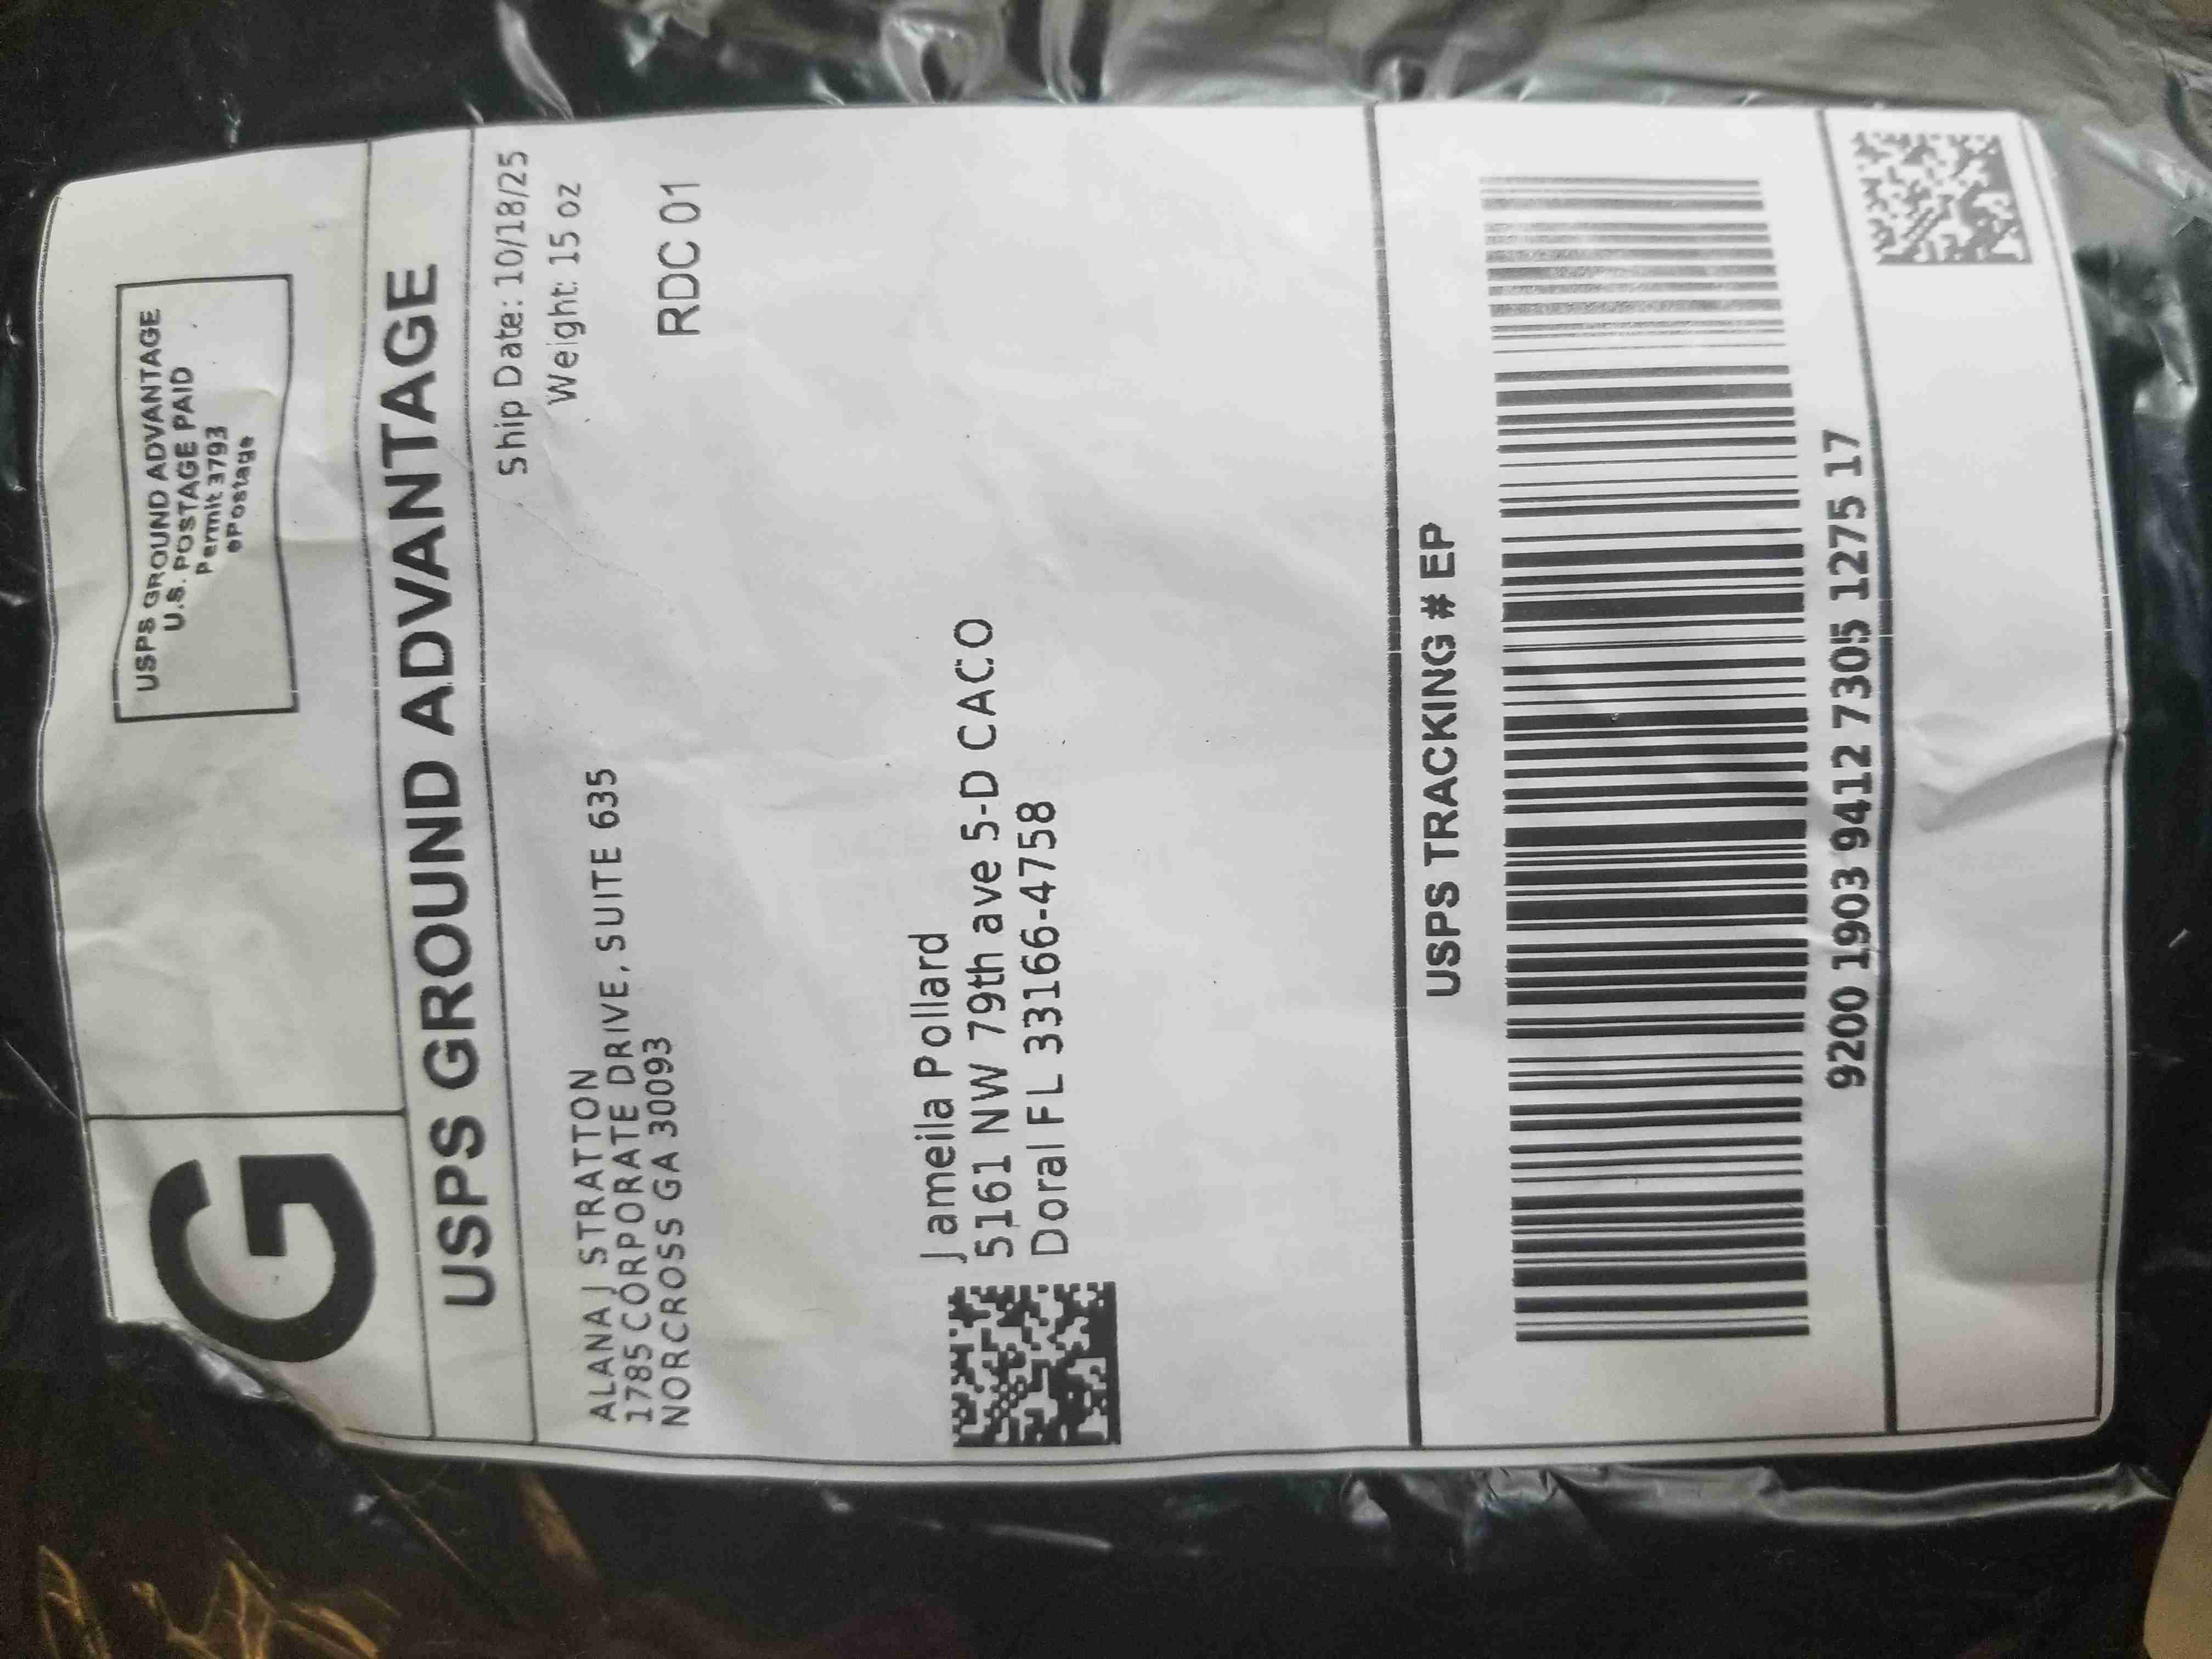 G
USPS GROUND ADVANTAGE
U.S. POSTAGE PAID
Permit 3793
ePostage
USPS GROUND ADVANTAGE
Ship Date: 10/18/25
Weight: 15 oz
RDC 01
ALANA J STRATTON
1785 CORPORATE DRIVE, SUITE 635
NORCROSS GA 30093
Jameila Pollard
5161 NW 79th ave 5-D CACO
Doral FL 33166-4758
USPS TRACKING # EP
9200 1903 9412 7305 1275 17